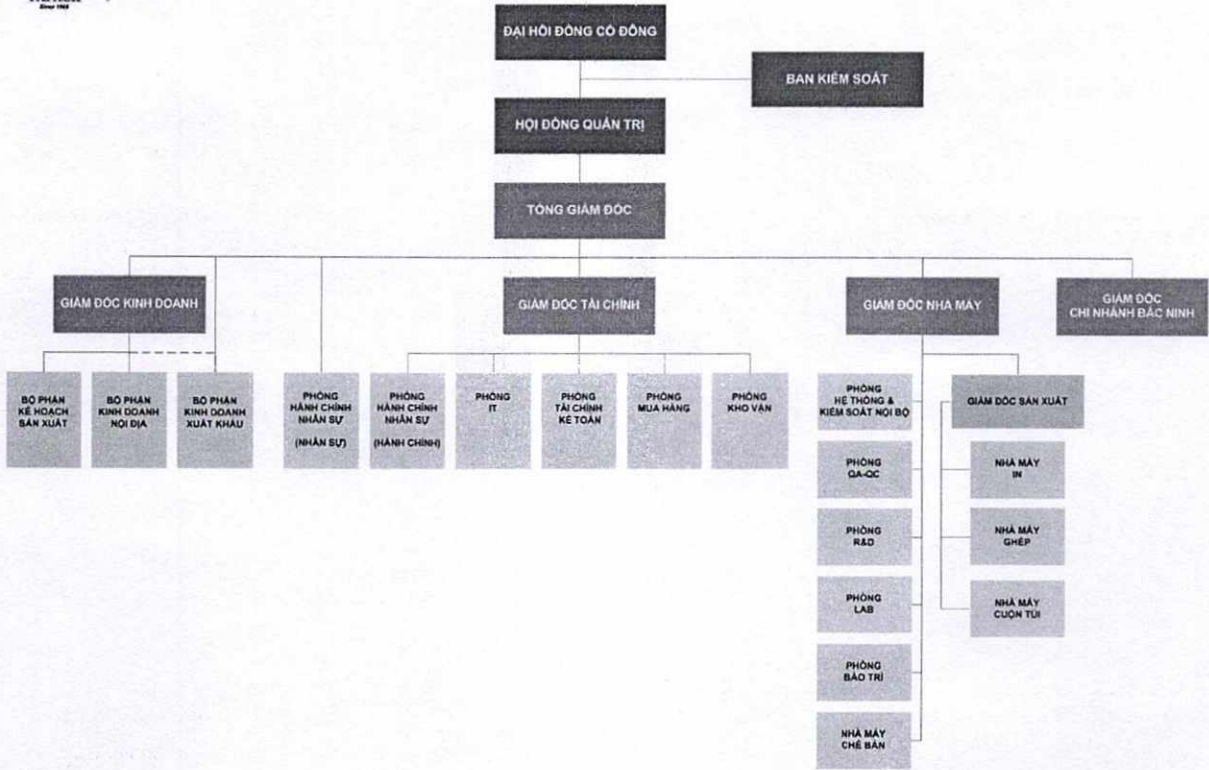 Since 1968
ĐẠI HỘI ĐỒNG CỔ ĐÔNG
BAN KIỂM SOÁT
HỘI ĐỒNG QUẢN TRỊ
TỔNG GIÁM ĐỐC
GIÁM ĐỐC KINH DOANH
GIÁM ĐỐC TÀI CHÍNH
GIÁM ĐỐC NHÀ MÁY
GIÁM ĐỐC
CHI NHÁNH BẮC NINH
BỘ PHẬN
KẾ HOẠCH
SẢN XUẤT
BỘ PHẬN
KINH DOANH
NỘI ĐỊA
BỘ PHẬN
KINH DOANH
XUẤT KHẨU
PHÒNG
HÀNH CHÍNH
NHÂN SỰ
(NHÂN SỰ)
PHÒNG
HÀNH CHÍNH
NHÂN SỰ
(HÀNH CHÍNH)
PHÒNG
IT
PHÒNG
TÀI CHÍNH
KẾ TOÁN
PHÒNG
MUA HÀNG
PHÒNG
KHO VẬN
PHÒNG
HỆ THỐNG &
KIỂM SOÁT NỘI BỘ
GIÁM ĐỐC SẢN XUẤT
PHÒNG
QA-QC
NHÀ MÁY
IN
PHÒNG
R&D
NHÀ MÁY
GHÉP
PHÒNG
LAB
NHÀ MÁY
CUỘN TÚI
PHÒNG
BẢO TRÌ
NHÀ MÁY
CHẾ BẢN